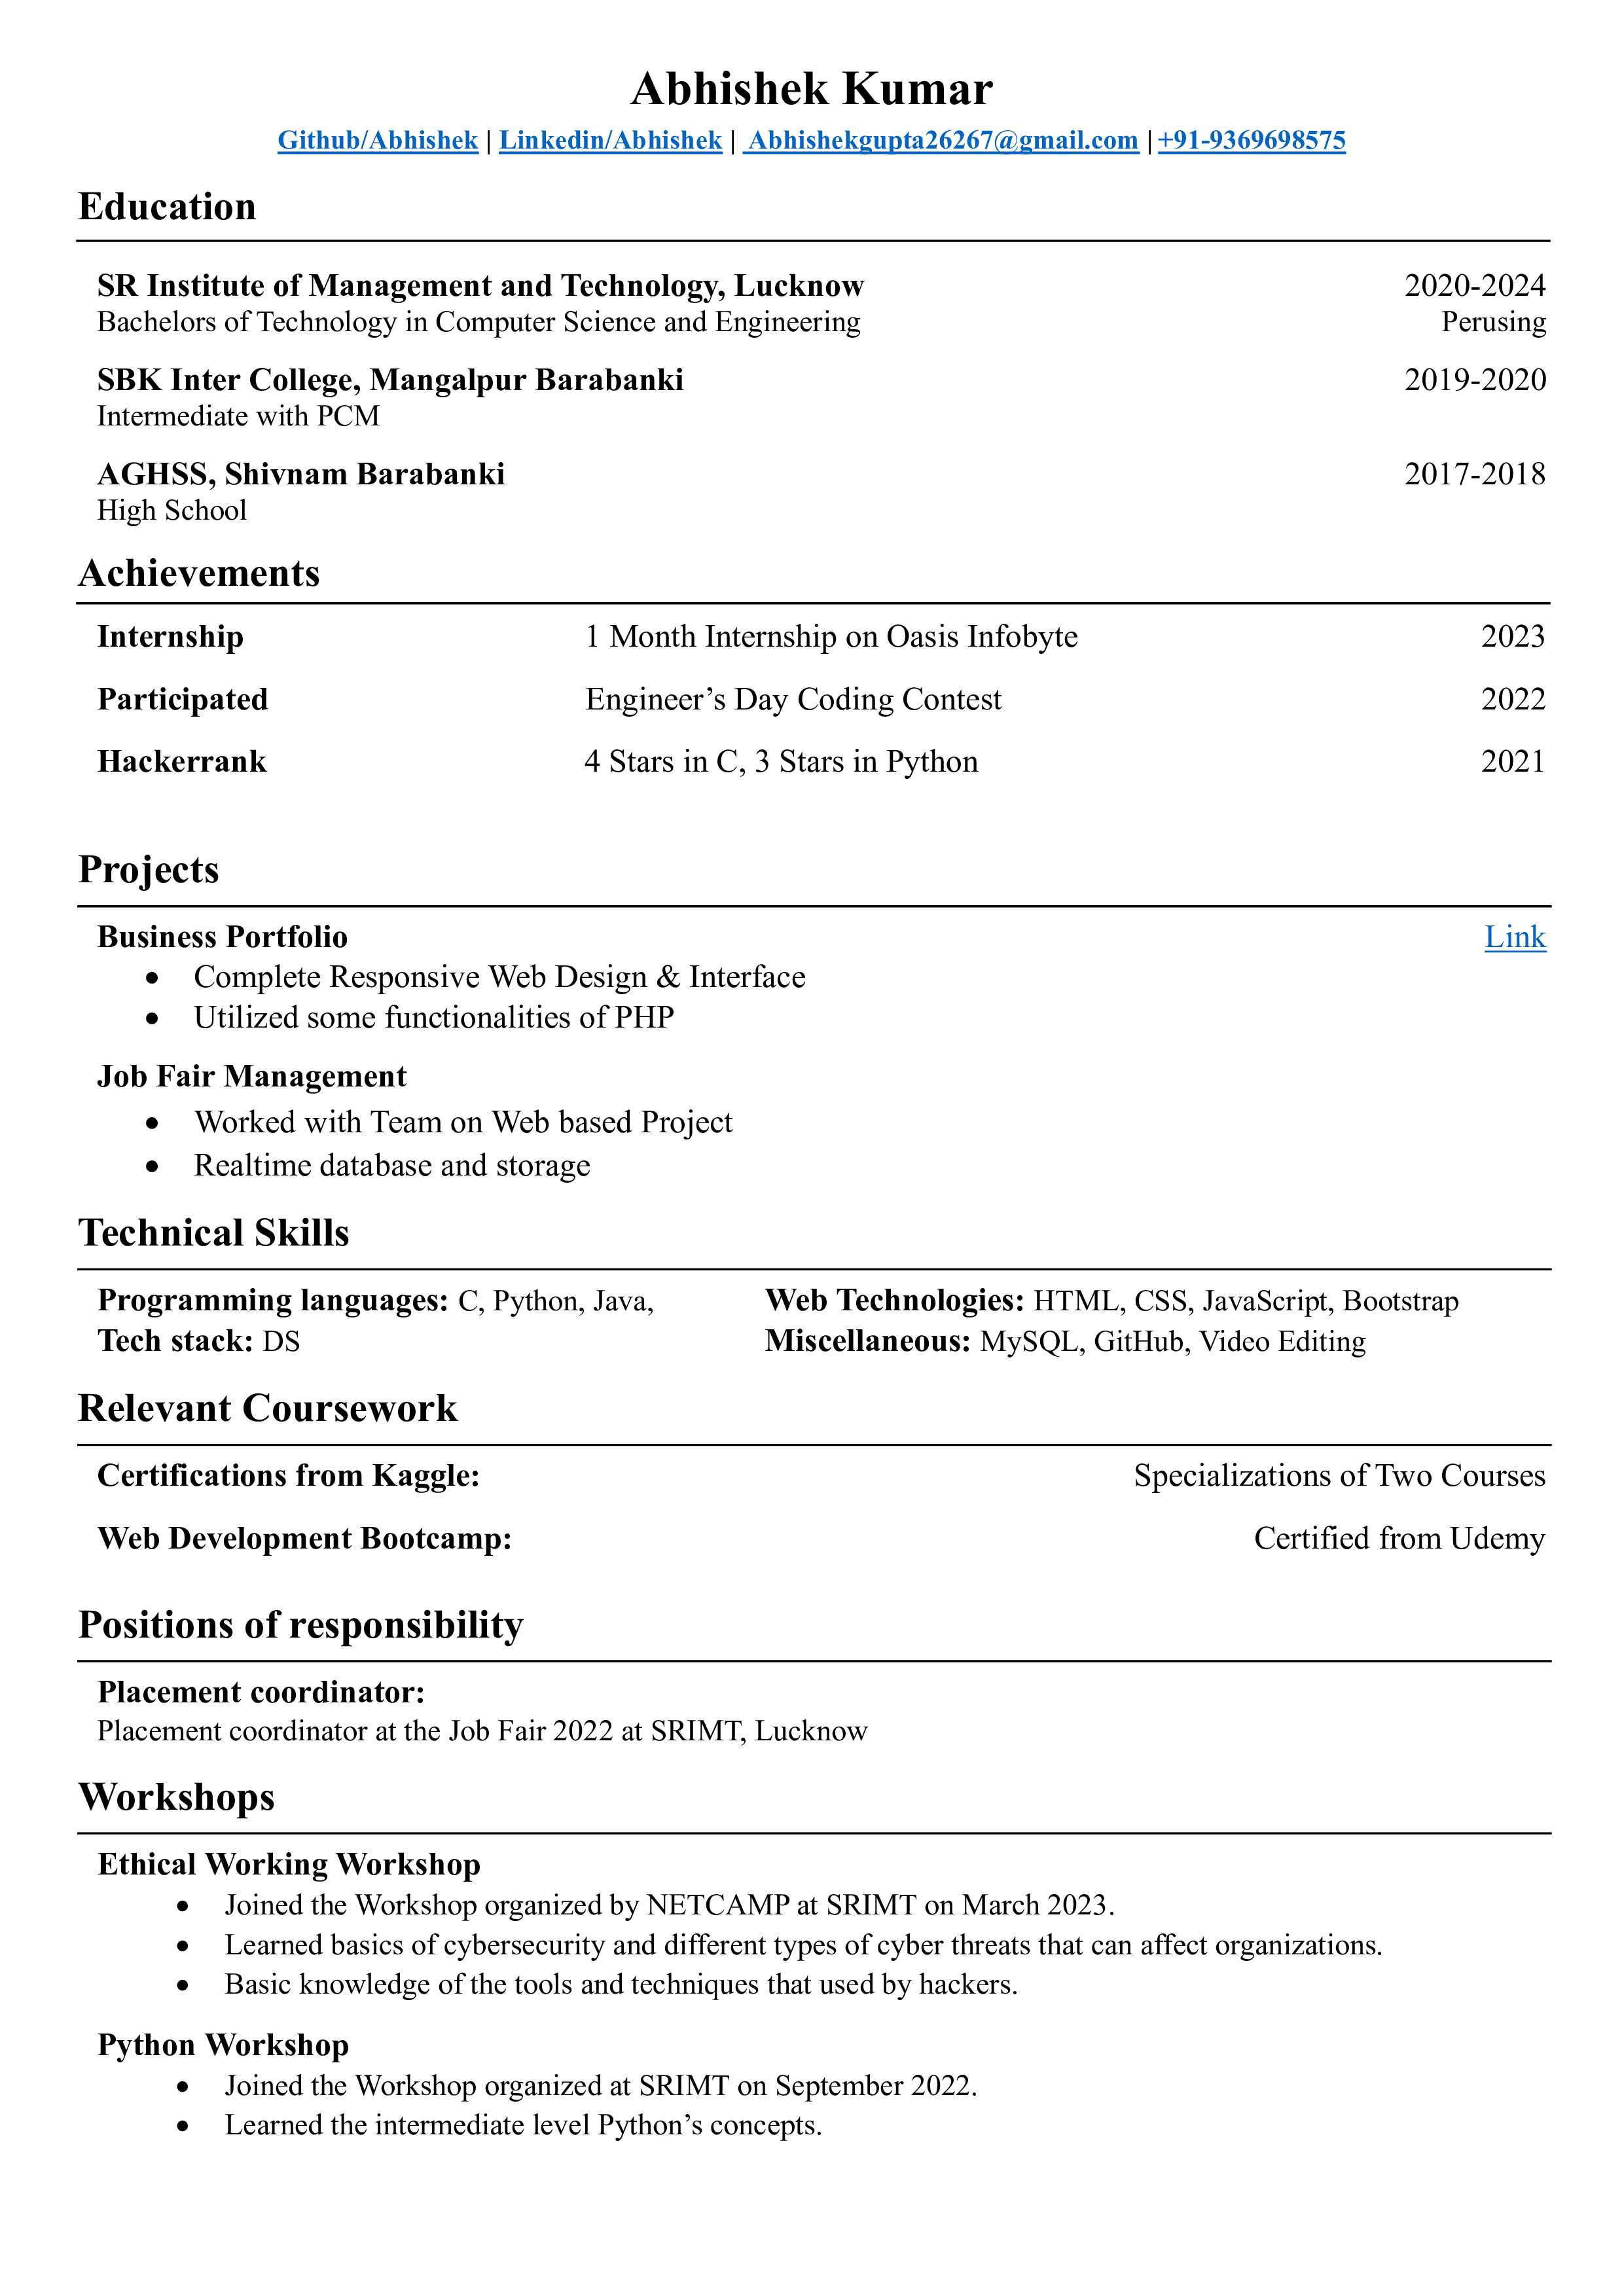 Abhishek Kumar
Github/Abhishek | Linkedin/Abhishek | Abhishekgupta26267@gmail.com | +91-9369698575
Education
SR Institute of Management and Technology, Lucknow 2020-2024
Bachelors of Technology in Computer Science and Engineering Perusing
SBK Inter College, Mangalpur Barabanki 2019-2020
Intermediate with PCM
AGHSS, Shivnam Barabanki 2017-2018
High School
Achievements
Internship 1 Month Internship on Oasis Infobyte 2023
Participated Engineer’s Day Coding Contest 2022
Hackerrank 4 Stars in C, 3 Stars in Python 2021
Projects
Business Portfolio Link
• Complete Responsive Web Design & Interface
• Utilized some functionalities of PHP
Job Fair Management
• Worked with Team on Web based Project
• Realtime database and storage
Technical Skills
Programming languages: C, Python, Java, Web Technologies: HTML, CSS, JavaScript, Bootstrap
Tech stack: DS Miscellaneous: MySQL, GitHub, Video Editing
Relevant Coursework
Certifications from Kaggle: Specializations of Two Courses
Web Development Bootcamp: Certified from Udemy
Positions of responsibility
Placement coordinator:
Placement coordinator at the Job Fair 2022 at SRIMT, Lucknow
Workshops
Ethical Working Workshop
• Joined the Workshop organized by NETCAMP at SRIMT on March 2023.
• Learned basics of cybersecurity and different types of cyber threats that can affect organizations.
• Basic knowledge of the tools and techniques that used by hackers.
Python Workshop
• Joined the Workshop organized at SRIMT on September 2022.
• Learned the intermediate level Python’s concepts.